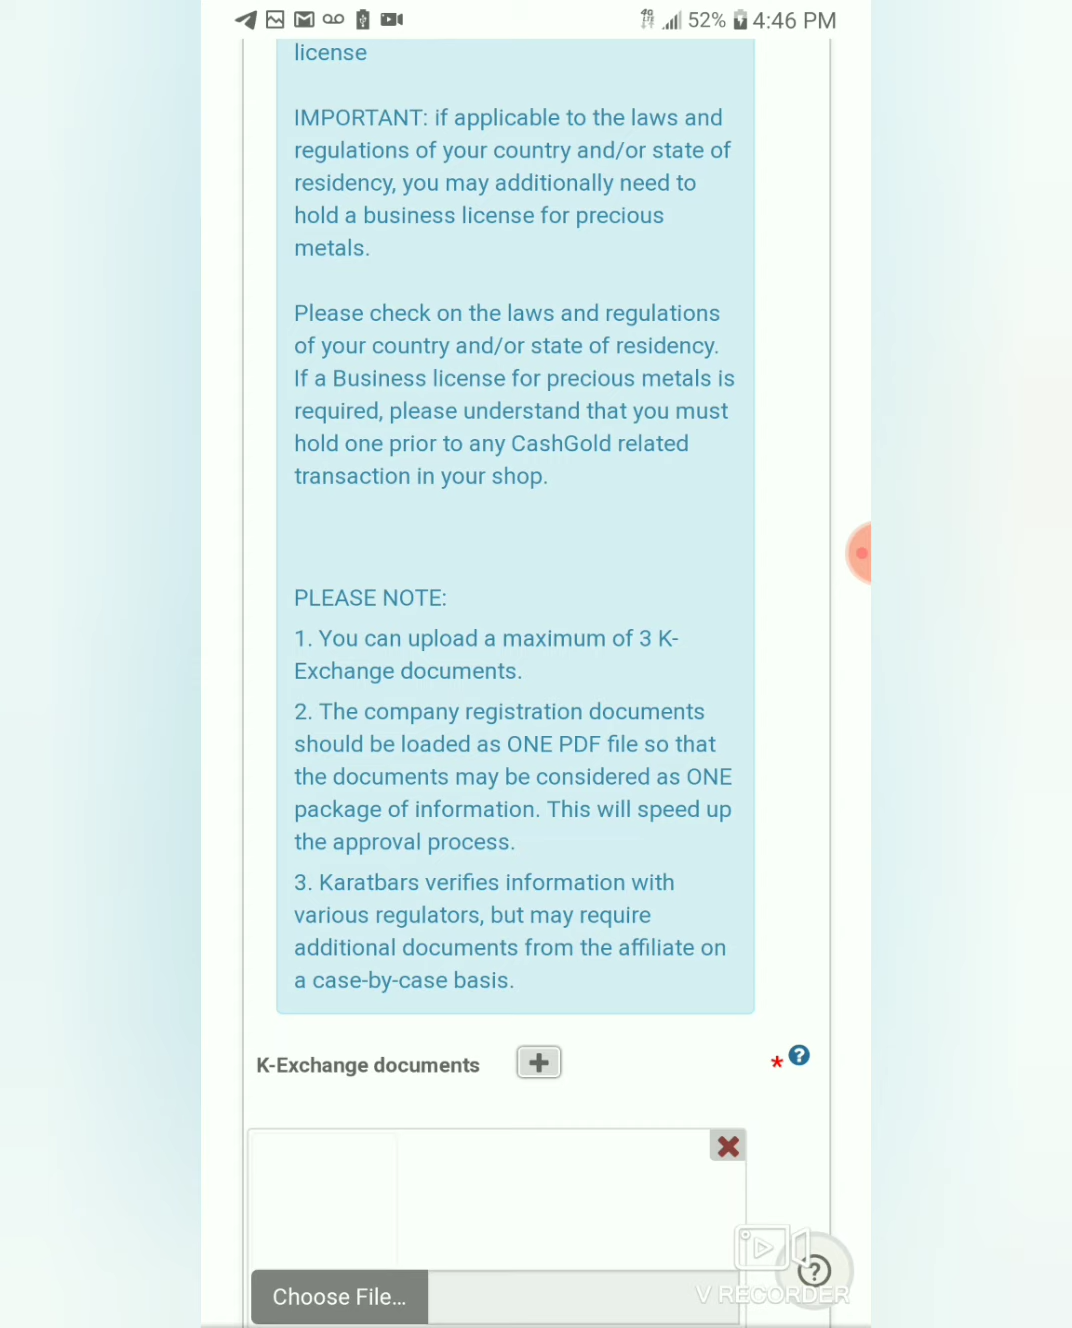 52% 4:46 PM
license
IMPORTANT: if applicable to the laws and
regulations of your country and/or state of
residency, you may additionally need to
hold a business license for precious
metals.
Please check on the laws and regulations
of your country and/or state of residency.
If a Business license for precious metals is
required, please understand that you must
hold one prior to any CashGold related
transaction in your shop.
PLEASE NOTE:
1. You can upload a maximum of 3 K-
Exchange documents.
2. The company registration documents
should be loaded as ONE PDF file so that
the documents may be considered as ONE
package of information. This will speed up
the approval process.
3. Karatbars verifies information with
various regulators, but may require
additional documents from the affiliate on
a case-by-case basis.
K-Exchange documents + * ?
?
V RECORDER
Choose File...